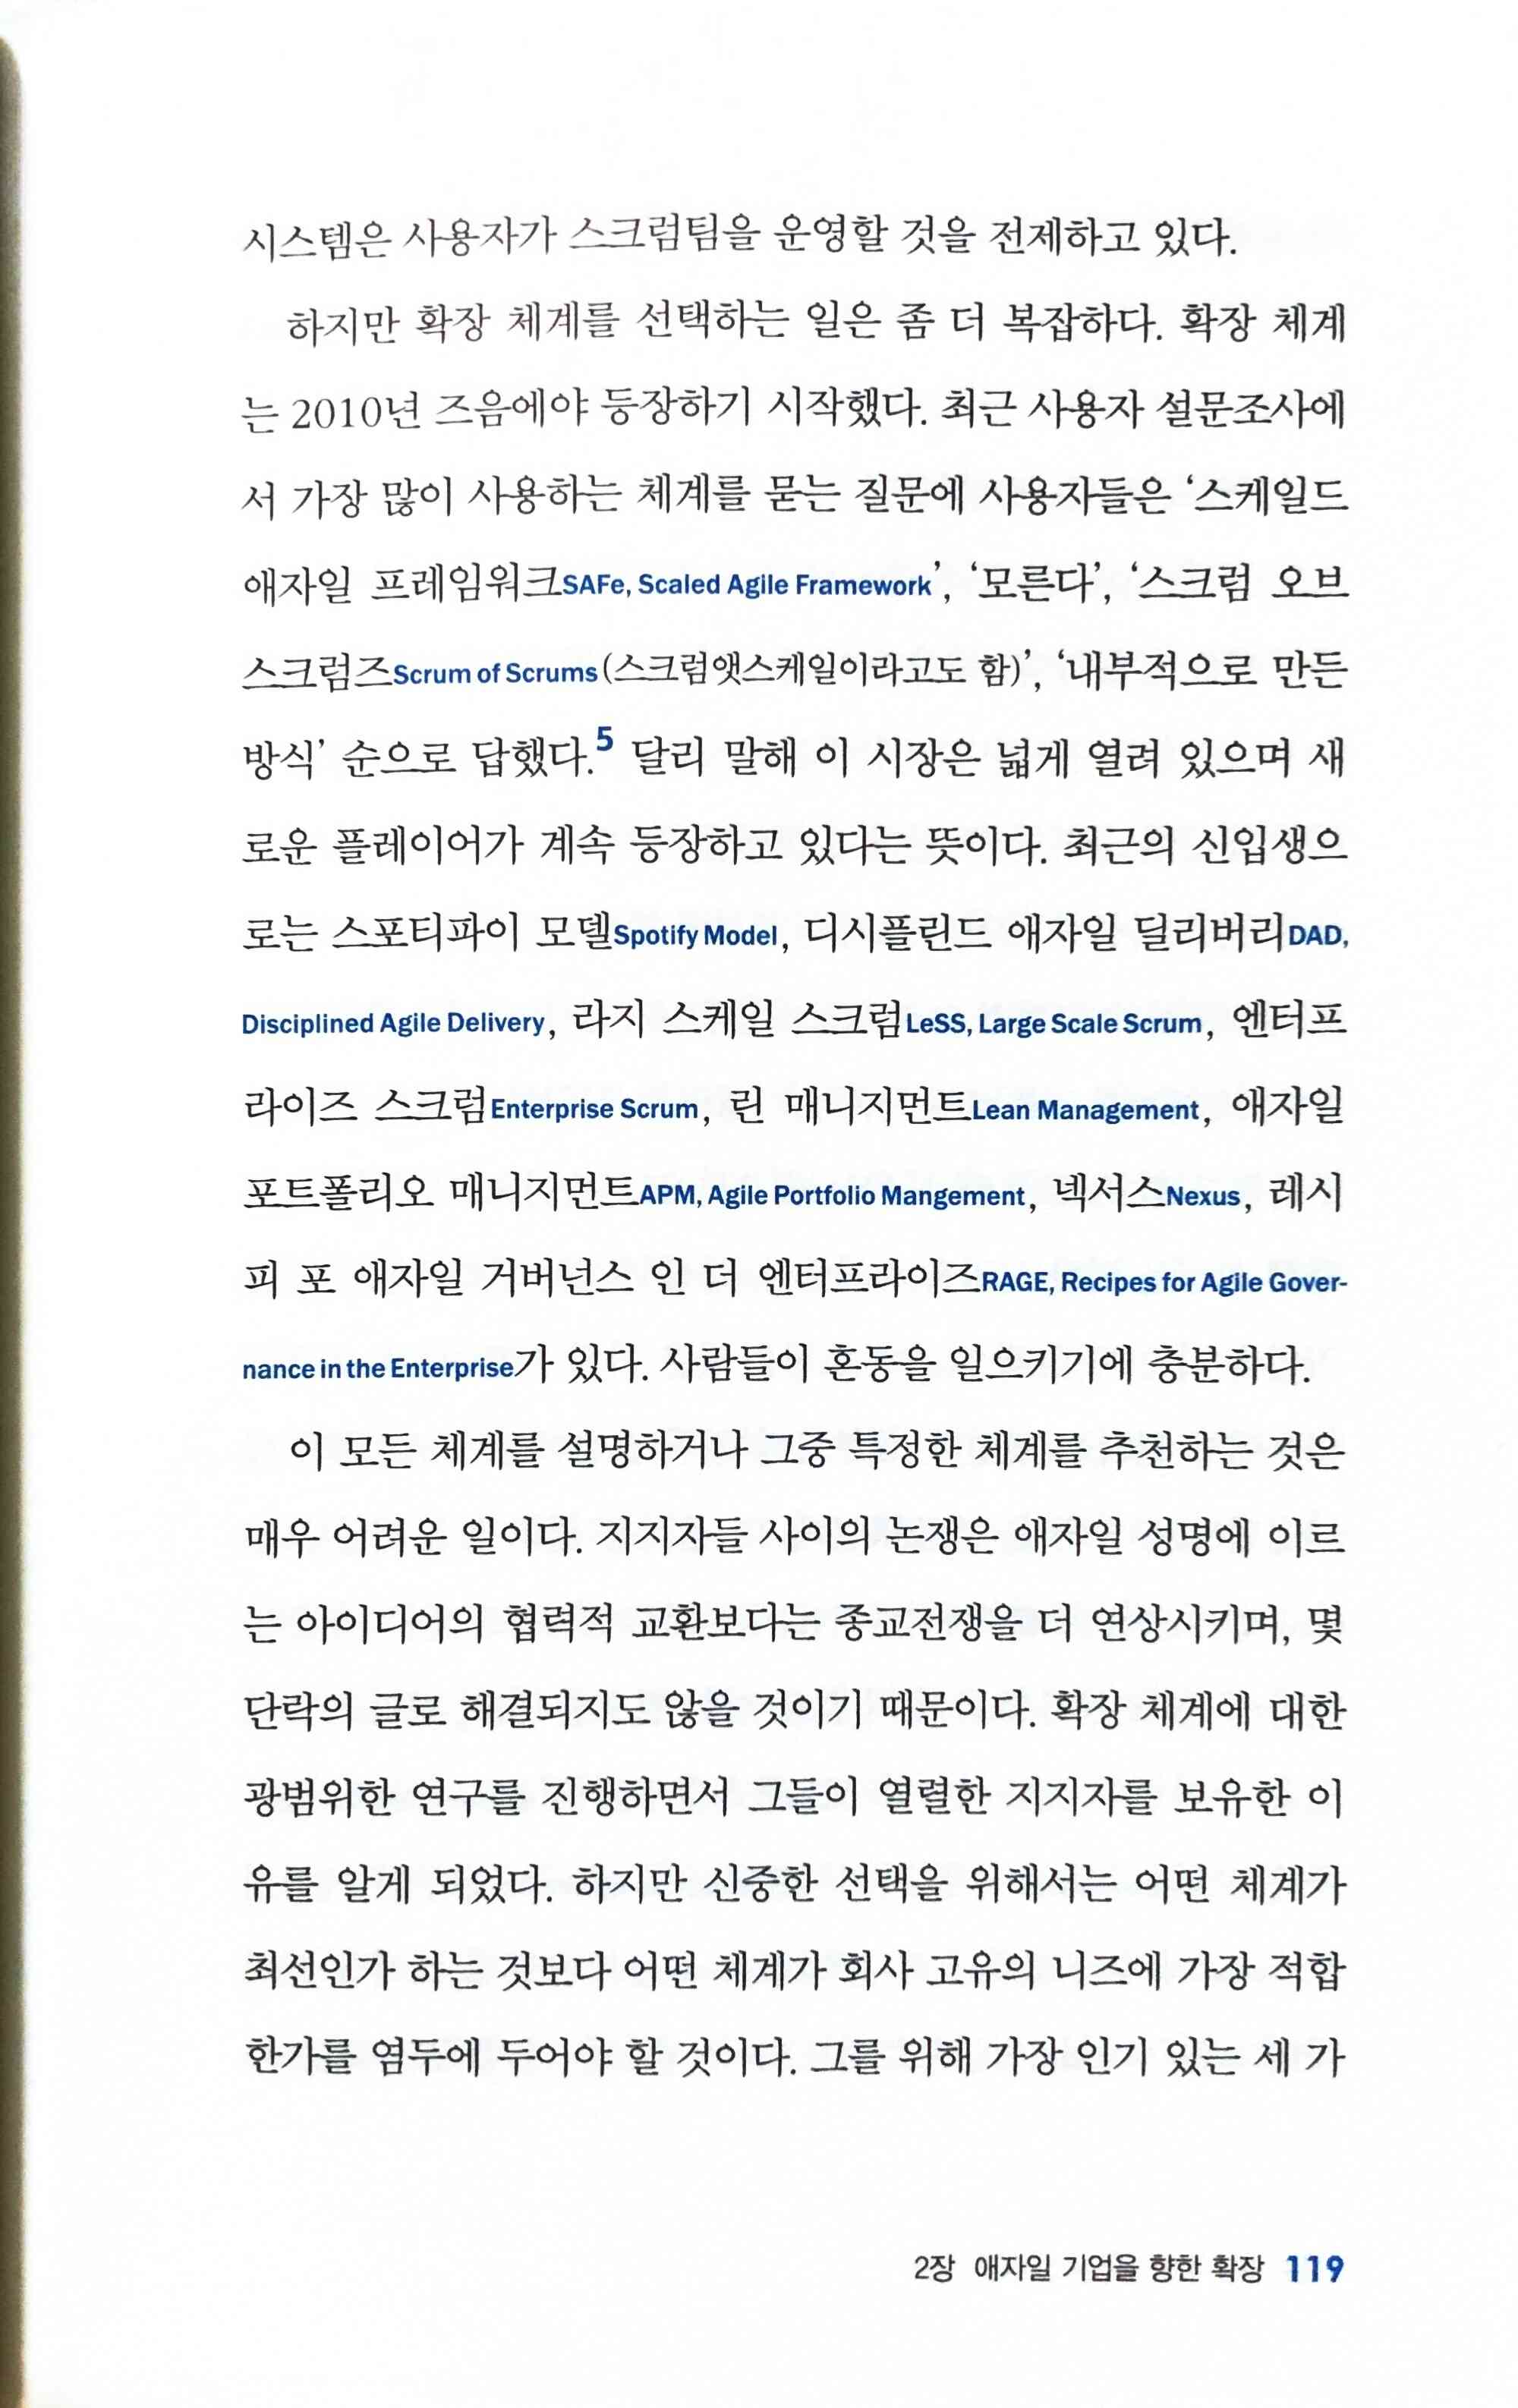 시스템은 사용자가 스크럼팀을 운영할 것을 전제하고 있다.
하지만 확장 체계를 선택하는 일은 좀 더 복잡하다. 확장 체계
는 2010년 즈음에야 등장하기 시작했다. 최근 사용자 설문조사에
서 가장 많이 사용하는 체계를 묻는 질문에 사용자들은 ‘스케일드
애자일 프레임워크SAFe, Scaled Agile Framework’, ‘모른다’, ‘스크럼 오브
스크럼즈Scrum of Scrums(스크럼앳스케일이라고도 함)’, ‘내부적으로 만든
방식’ 순으로 답했다.5 달리 말해 이 시장은 넓게 열려 있으며 새
로운 플레이어가 계속 등장하고 있다는 뜻이다. 최근의 신입생으
로는 스포티파이 모델Spotify Model, 디시플린드 애자일 딜리버리DAD,
Disciplined Agile Delivery, 라지 스케일 스크럼LeSS, Large Scale Scrum, 엔터프
라이즈 스크럼Enterprise Scrum, 린 매니지먼트Lean Management, 애자일
포트폴리오 매니지먼트APM, Agile Portfolio Mangement, 넥서스Nexus, 레시
피 포 애자일 거버넌스 인 더 엔터프라이즈RAGE, Recipes for Agile Gover-
nance in the Enterprise가 있다. 사람들이 혼동을 일으키기에 충분하다.
이 모든 체계를 설명하거나 그중 특정한 체계를 추천하는 것은
매우 어려운 일이다. 지지자들 사이의 논쟁은 애자일 성명에 이르
는 아이디어의 협력적 교환보다는 종교전쟁을 더 연상시키며, 몇
단락의 글로 해결되지도 않을 것이기 때문이다. 확장 체계에 대한
광범위한 연구를 진행하면서 그들이 열렬한 지지자를 보유한 이
유를 알게 되었다. 하지만 신중한 선택을 위해서는 어떤 체계가
최선인가 하는 것보다 어떤 체계가 회사 고유의 니즈에 가장 적합
한가를 염두에 두어야 할 것이다. 그를 위해 가장 인기 있는 세 가
2장 애자일 기업을 향한 확장 119